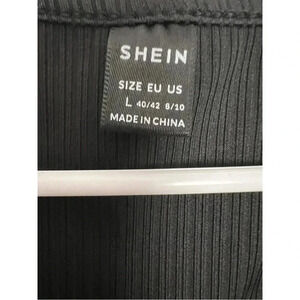 SHEIN
SIZE EU US
L 40/42 8/10
MADE IN CHINA